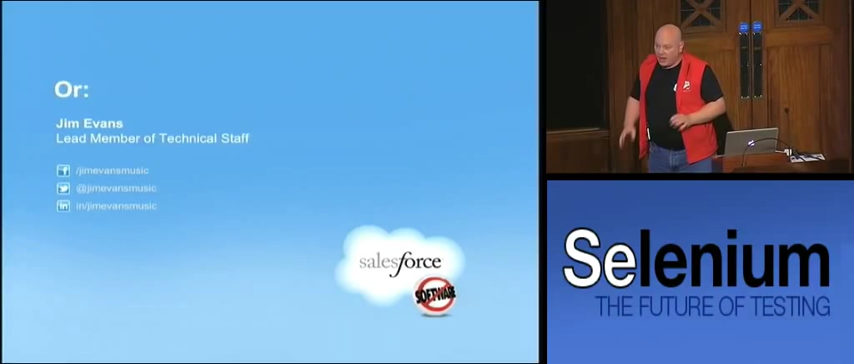 Or:
Jim Evans
Lead Member of Technical Staff
/jimevansmusic
@jimevansmusic
in/jimevansmusic
salesforce
SOFTWARE
Selenium
THE FUTURE OF TESTING